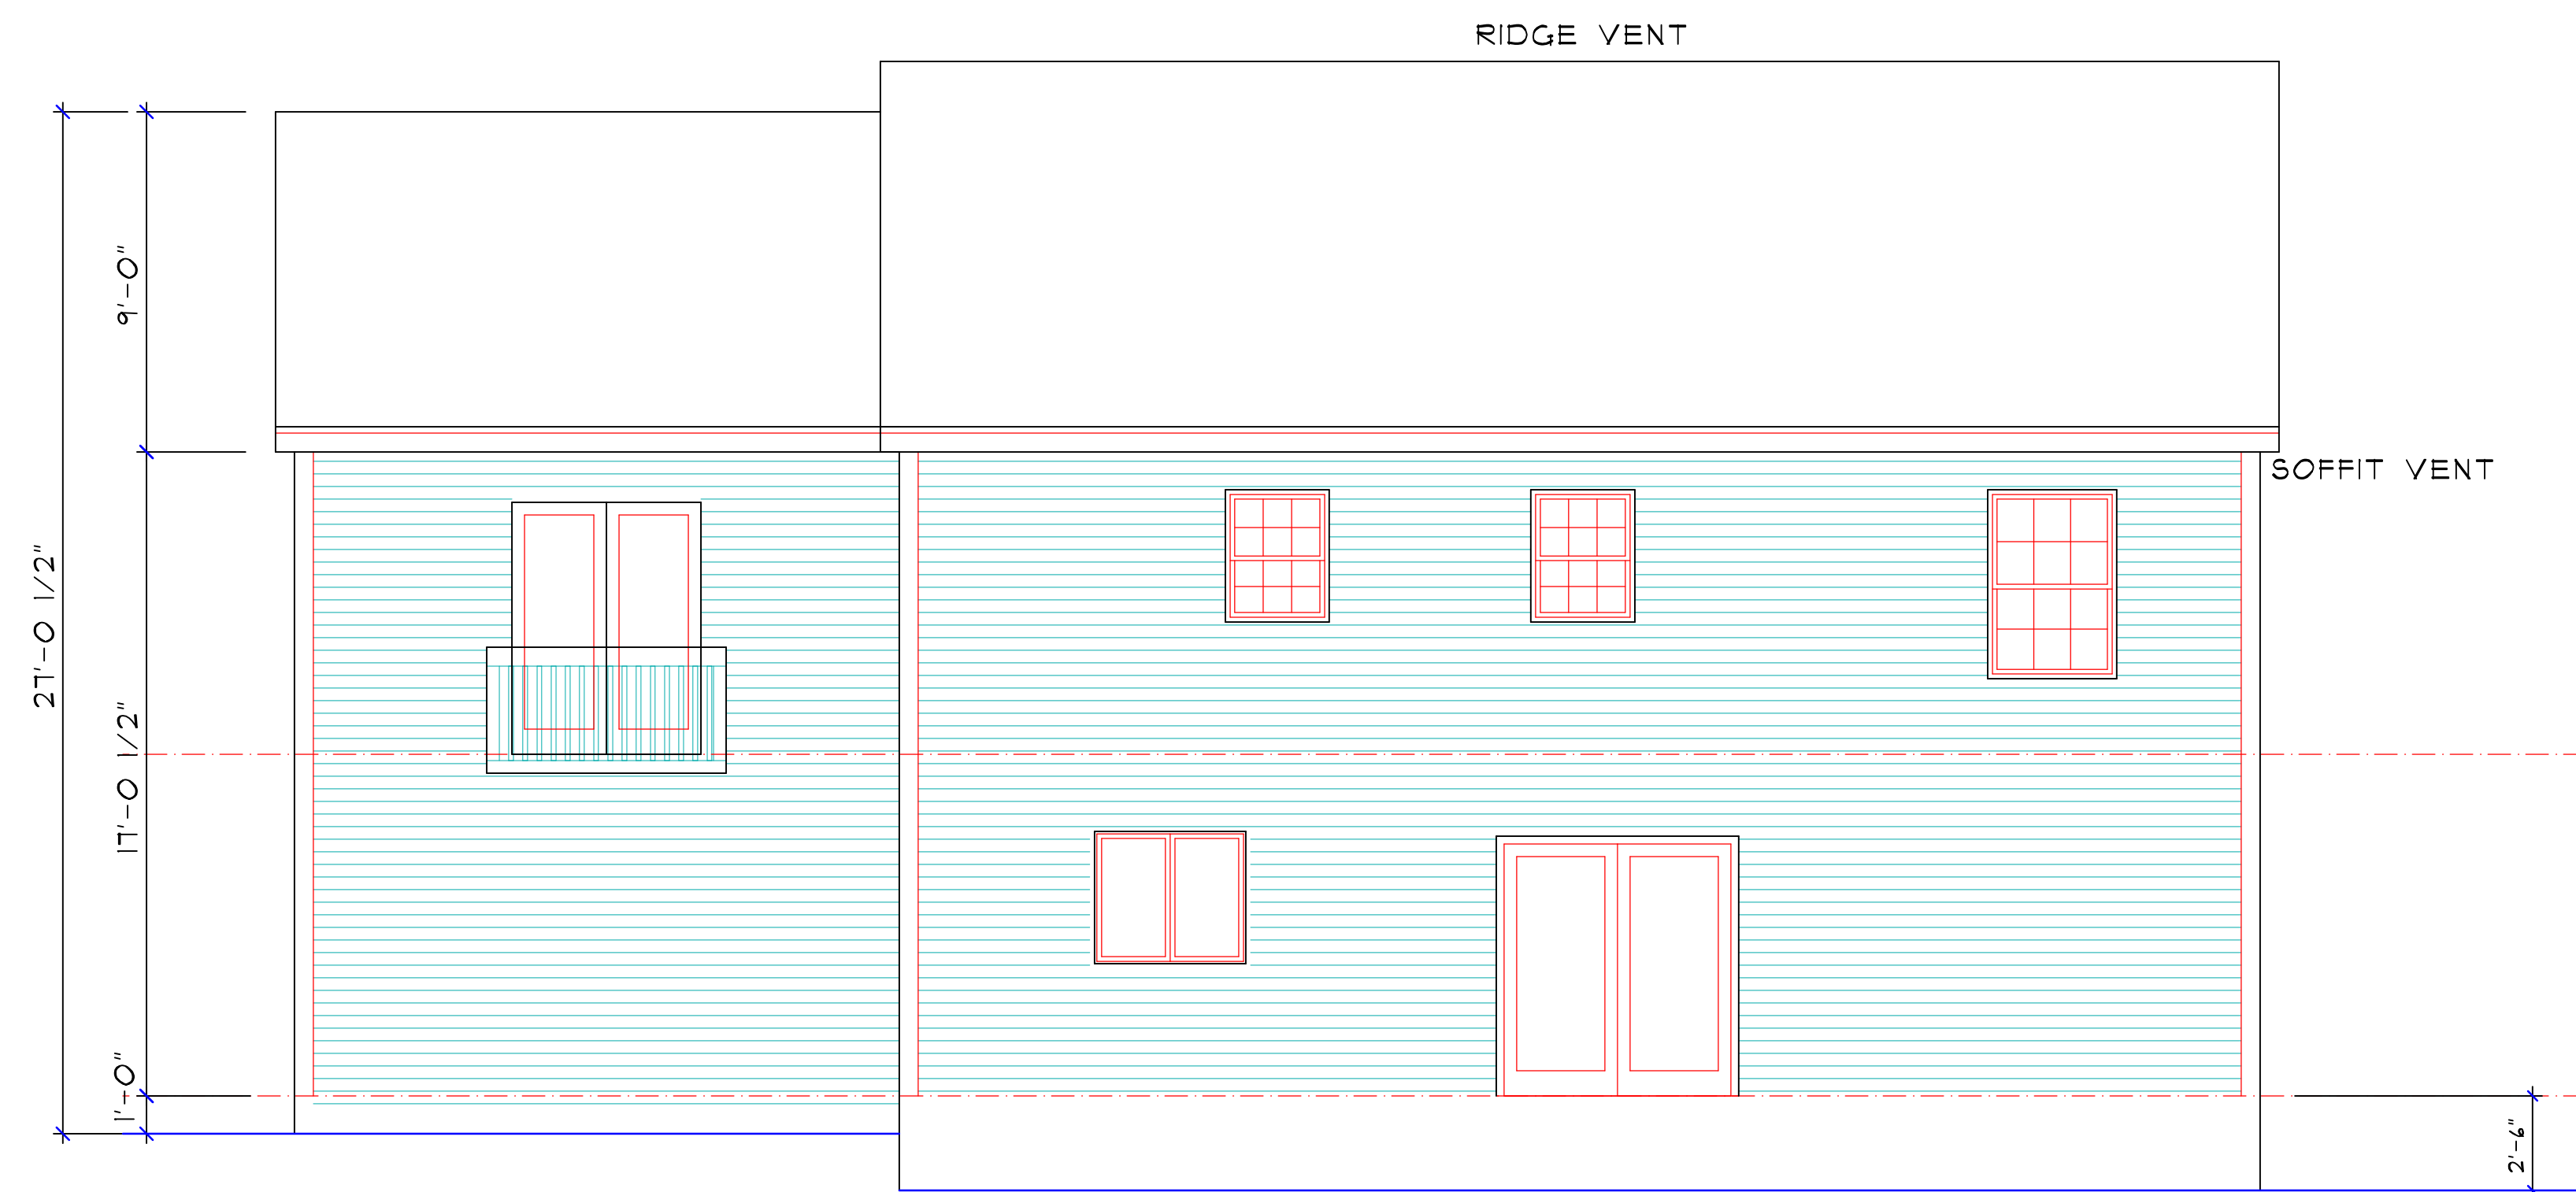 RIDGE VENT
9'-0"
SOFFIT VENT
27'-0 1/2"
17'-0 1/2"
1'-0"
2'-6"